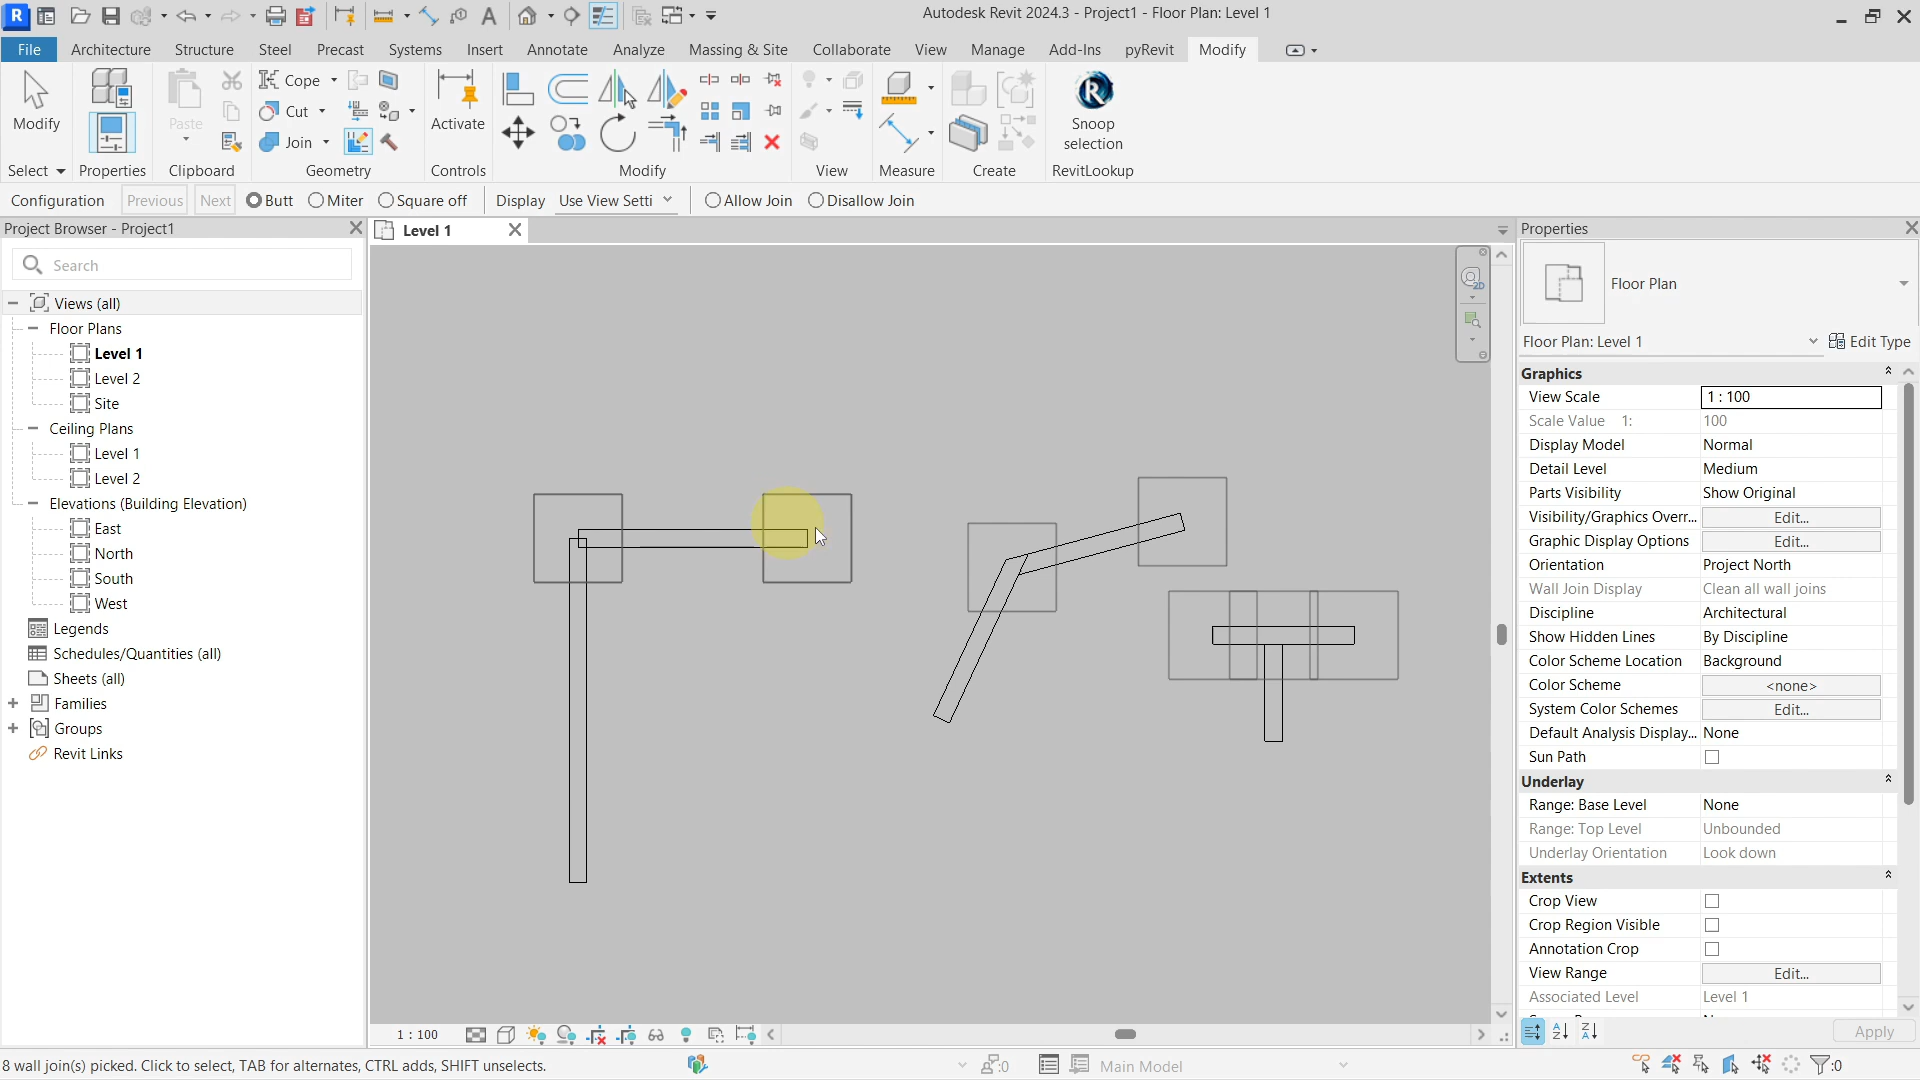 Autodesk Revit 2024.3 - Project1 - Floor Plan: Level 1
File Architecture Structure Steel Precast Systems Insert Annotate Analyze Massing & Site Collaborate View Manage Add-Ins pyRevit Modify
Modify Paste Cope Cut Join Activate Snoop selection
Select Properties Clipboard Geometry Controls Modify View Measure Create RevitLookup
Configuration Previous Next Butt Miter Square off Display Use View Setti Allow Join Disallow Join
Project Browser - Project1
Search
Views (all)
Floor Plans
Level 1
Level 2
Site
Ceiling Plans
Level 1
Level 2
Elevations (Building Elevation)
East
North
South
West
Legends
Schedules/Quantities (all)
Sheets (all)
Families
Groups
Revit Links
Level 1
1 : 100
Properties
Floor Plan
Floor Plan: Level 1 Edit Type
Graphics
View Scale 1 : 100
Scale Value 1: 100
Display Model Normal
Detail Level Medium
Parts Visibility Show Original
Visibility/Graphics Overr... Edit...
Graphic Display Options Edit...
Orientation Project North
Wall Join Display Clean all wall joins
Discipline Architectural
Show Hidden Lines By Discipline
Color Scheme Location Background
Color Scheme <none>
System Color Schemes Edit...
Default Analysis Display... None
Sun Path
Underlay
Range: Base Level None
Range: Top Level Unbounded
Underlay Orientation Look down
Extents
Crop View
Crop Region Visible
Annotation Crop
View Range Edit...
Associated Level Level 1
Apply
8 wall join(s) picked. Click to select, TAB for alternates, CTRL adds, SHIFT unselects. :0 Main Model :0